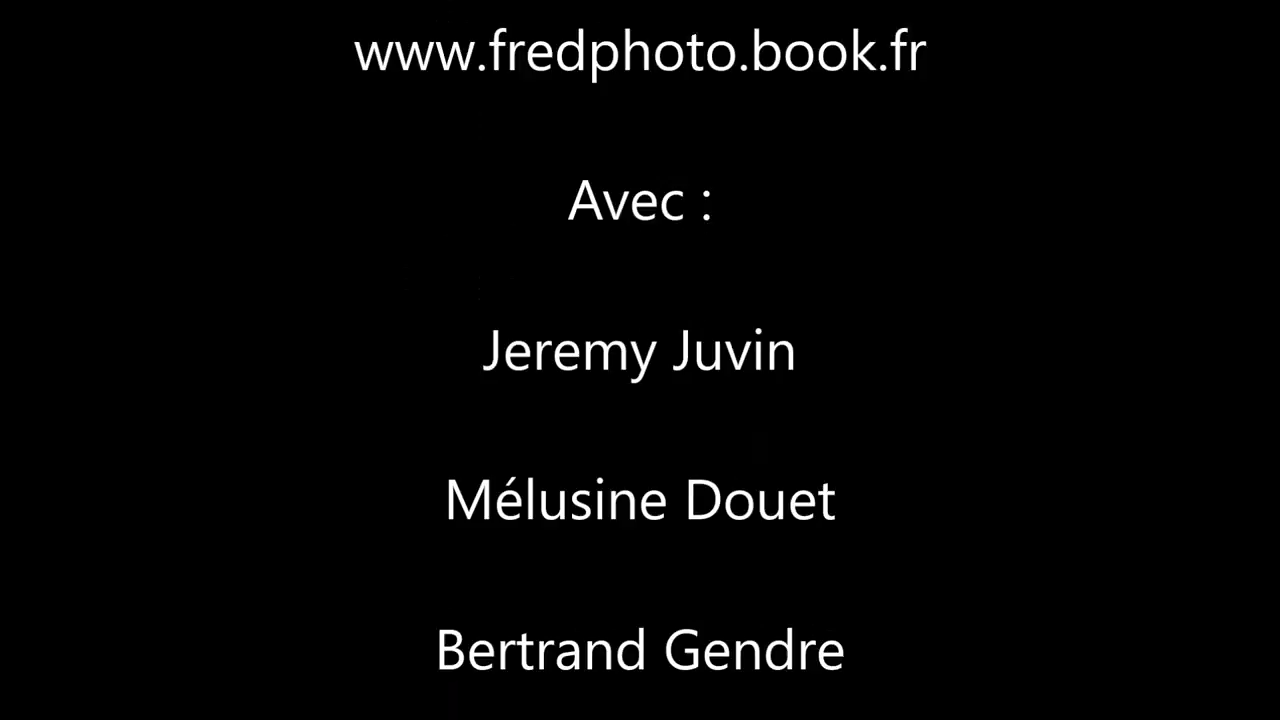 www.fredphoto.book.fr
Avec :
Jeremy Juvin
Mélusine Douet
Bertrand Gendre